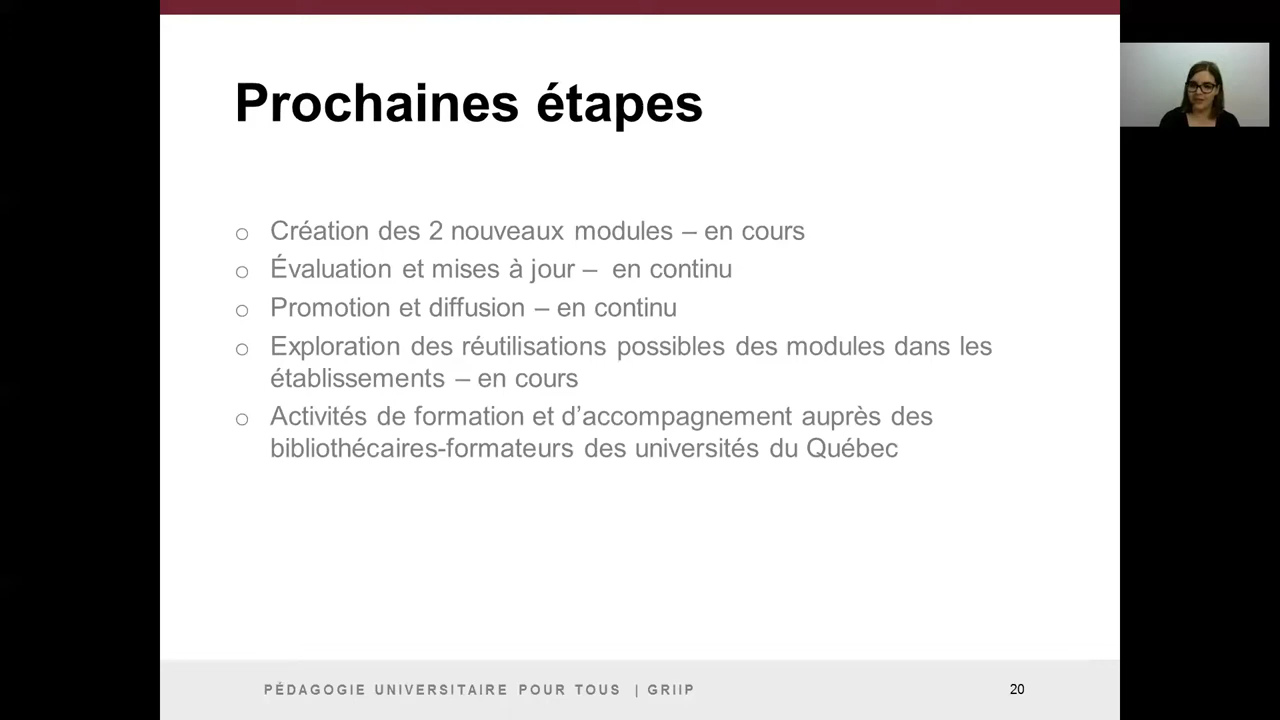 Prochaines étapes
o Création des 2 nouveaux modules – en cours
o Évaluation et mises à jour – en continu
o Promotion et diffusion – en continu
o Exploration des réutilisations possibles des modules dans les
établissements – en cours
o Activités de formation et d’accompagnement auprès des
bibliothécaires-formateurs des universités du Québec
PÉDAGOGIE UNIVERSITAIRE POUR TOUS | GRIIP
20